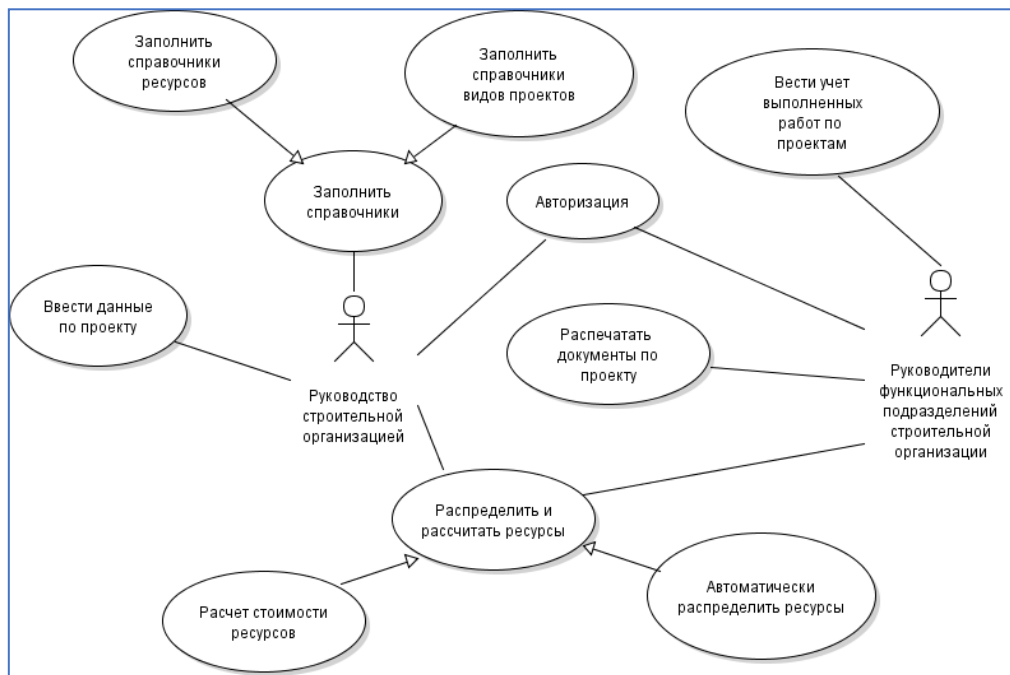 Заполнить
справочники
ресурсов
Заполнить
справочники
видов проектов
Вести учет
выполненных
работ по
проектам
Заполнить
справочники
Авторизация
Ввести данные
по проекту
Распечатать
документы по
проекту
Руководство
строительной
организацией
Руководители
функциональных
подразделений
строительной
организации
Распределить и
рассчитать ресурсы
Расчет стоимости
ресурсов
Автоматически
распределить ресурсы